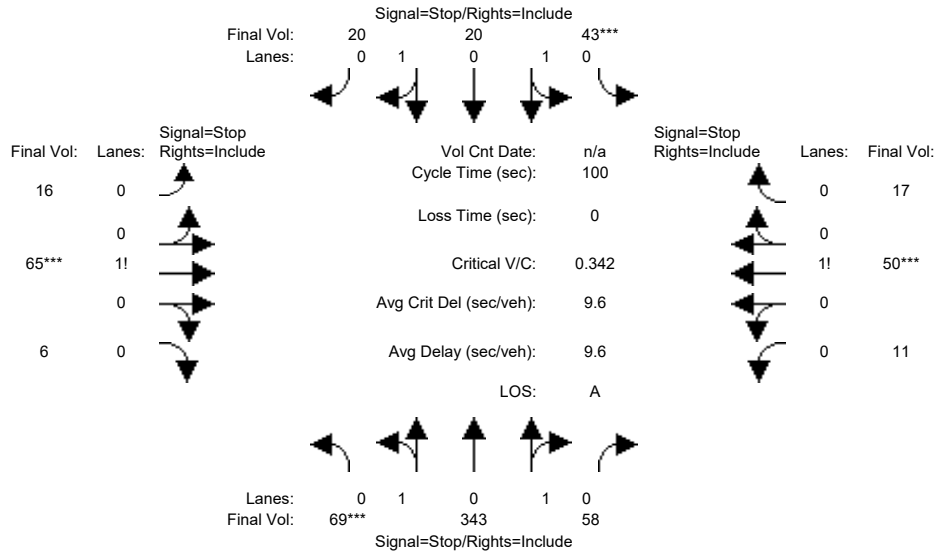 Signal=Stop/Rights=Include
Final Vol: 20 20 43***
Lanes: 0 1 0 1 0
Signal=Stop Signal=Stop
Final Vol: Lanes: Rights=Include Vol Cnt Date: n/a Rights=Include Lanes: Final Vol:
Cycle Time (sec): 100
16 0 0 17
Loss Time (sec): 0
0 0
65*** 1! Critical V/C: 0.342 1! 50***
0 Avg Crit Del (sec/veh): 9.6 0
6 0 Avg Delay (sec/veh): 9.6 0 11
LOS: A
Lanes: 0 1 0 1 0
Final Vol: 69*** 343 58
Signal=Stop/Rights=Include